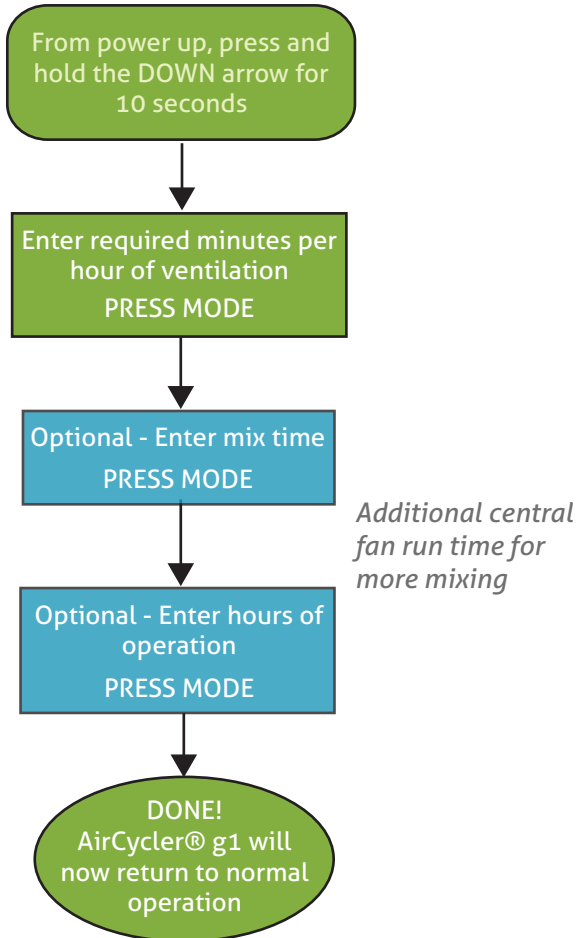 From power up, press and
hold the DOWN arrow for
10 seconds
Enter required minutes per
hour of ventilation
PRESS MODE
Optional - Enter mix time
PRESS MODE
Additional central
fan run time for
more mixing
Optional - Enter hours of
operation
PRESS MODE
DONE!
AirCycler® g1 will
now return to normal
operation